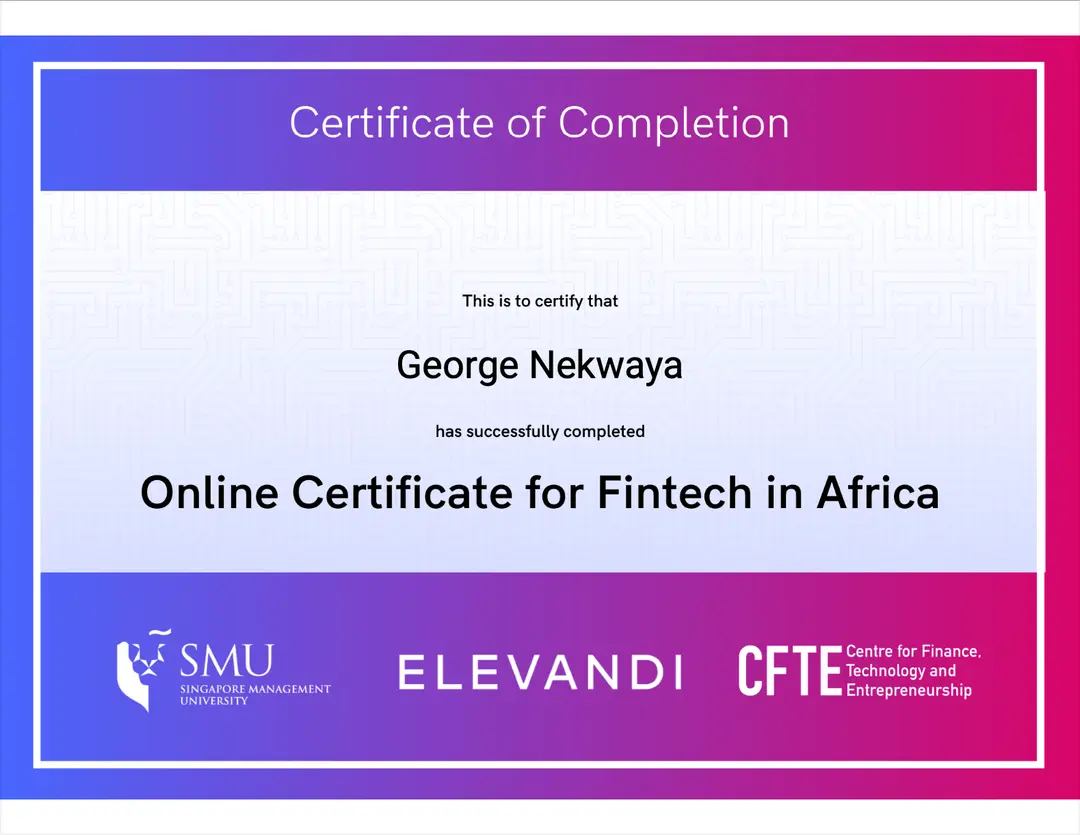 Certificate of Completion
This is to certify that
George Nekwaya
has successfully completed
Online Certificate for Fintech in Africa
SMU
SINGAPORE MANAGEMENT
UNIVERSITY
ELEVANDI
CFTE
Centre for Finance,
Technology and
Entrepreneurship